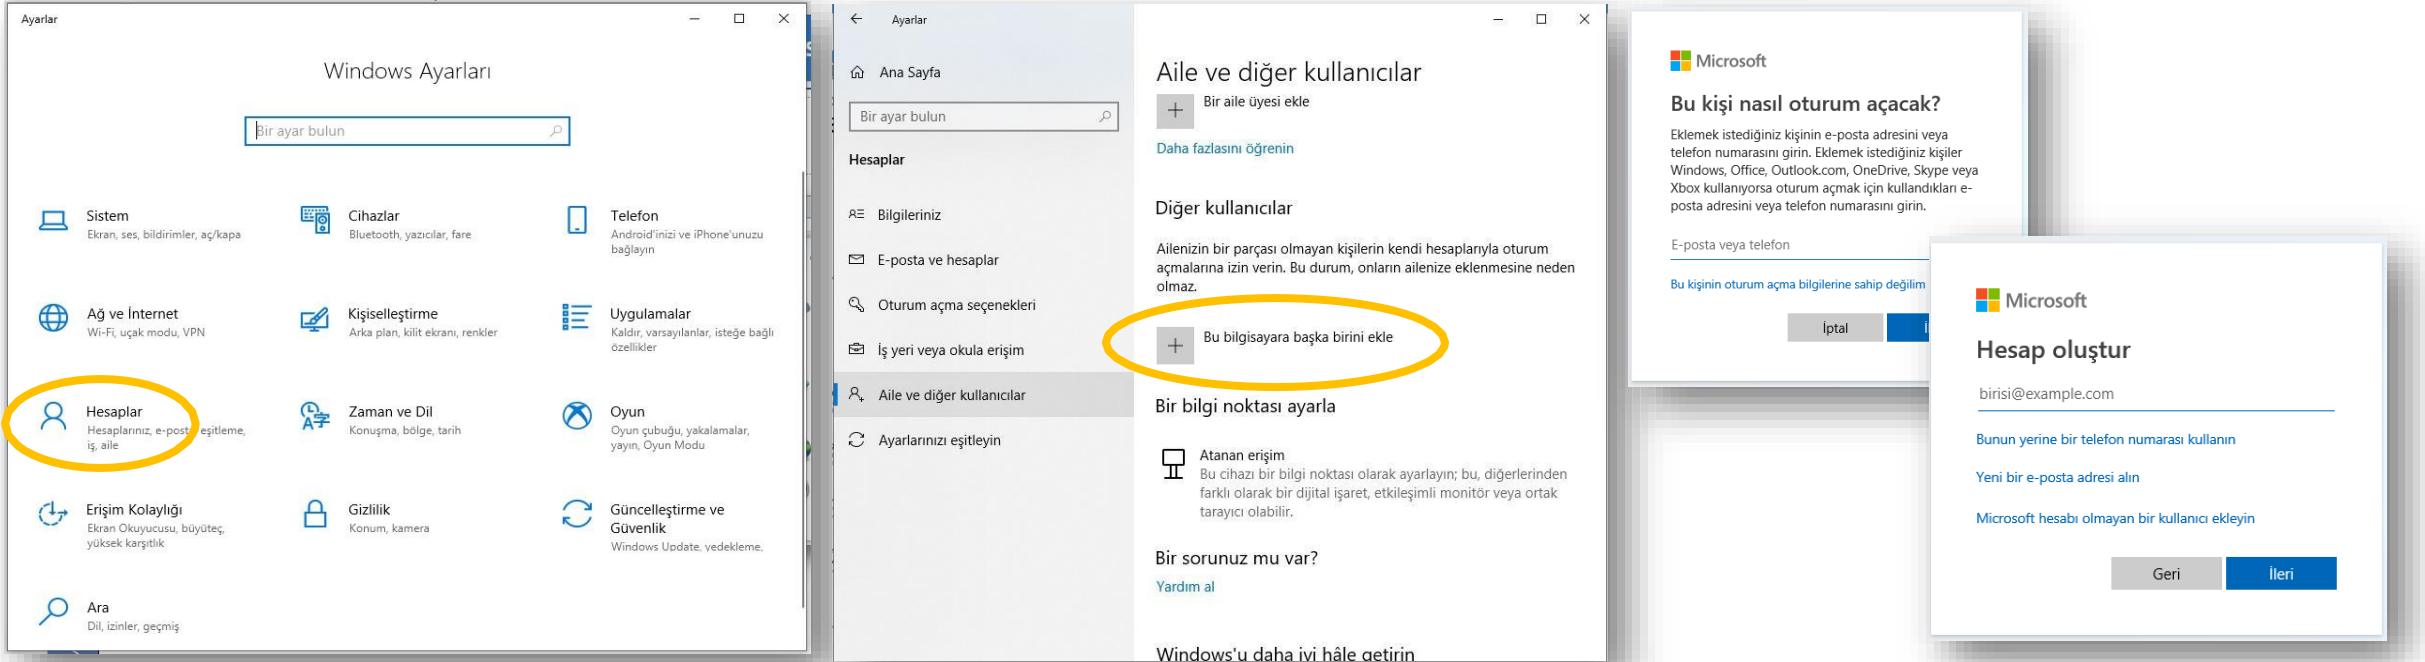 Ayarlar
Windows Ayarları
Bir ayar bulun
Sistem
Ekran, ses, bildirimler, aç/kapa
Cihazlar
Bluetooth, yazıcılar, fare
Telefon
Android'inizi ve iPhone'unuzu
bağlayın
Ağ ve İnternet
Wi-Fi, uçak modu, VPN
Kişiselleştirme
Arka plan, kilit ekranı, renkler
Uygulamalar
Kaldır, varsayılanlar, isteğe bağlı
özellikler
Hesaplar
Hesaplarınız, e-posta, eşitleme,
iş, aile
Zaman ve Dil
Konuşma, bölge, tarih
Oyun
Oyun çubuğu, yakalamalar,
yayın, Oyun Modu
Erişim Kolaylığı
Ekran Okuyucusu, büyüteç,
yüksek karşıtlık
Gizlilik
Konum, kamera
Güncelleştirme ve
Güvenlik
Windows Update, yedekleme,
Ara
Dil, izinler, geçmiş
Ayarlar
Ana Sayfa
Bir ayar bulun
Hesaplar
Bilgileriniz
E-posta ve hesaplar
Oturum açma seçenekleri
İş yeri veya okula erişim
Aile ve diğer kullanıcılar
Ayarlarınızı eşitleyin
Aile ve diğer kullanıcılar
Bir aile üyesi ekle
Daha fazlasını öğrenin
Diğer kullanıcılar
Ailenizin bir parçası olmayan kişilerin kendi hesaplarıyla oturum
açmalarına izin verin. Bu durum, onların ailenize eklenmesine neden
olmaz.
Bu bilgisayara başka birini ekle
Bir bilgi noktası ayarla
Atanan erişim
Bu cihazı bir bilgi noktası olarak ayarlayın; bu, diğerlerinden
farklı olarak bir dijital işaret, etkileşimli monitör veya ortak
tarayıcı olabilir.
Bir sorunuz mu var?
Yardım al
Windows'u daha iyi hâle getirin
Microsoft
Bu kişi nasıl oturum açacak?
Eklemek istediğiniz kişinin e-posta adresini veya
telefon numarasını girin. Eklemek istediğiniz kişiler
Windows, Office, Outlook.com, OneDrive, Skype veya
Xbox kullanıyorsa oturum açmak için kullandıkları e-
posta adresini veya telefon numarasını girin.
E-posta veya telefon
Bu kişinin oturum açma bilgilerine sahip değilim
İptal
Microsoft
Hesap oluştur
birisi@example.com
Bunun yerine bir telefon numarası kullanın
Yeni bir e-posta adresi alın
Microsoft hesabı olmayan bir kullanıcı ekleyin
Geri
İleri